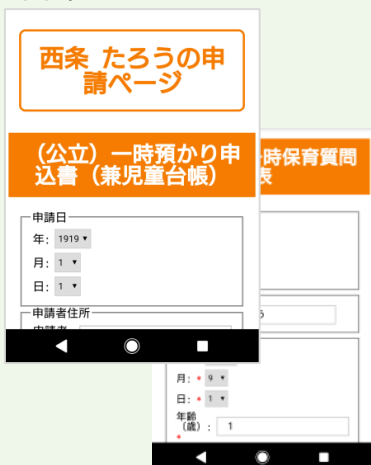 西条 たろうの申
請ページ
（公立）一時預かり申
込書（兼児童台帳）
申請日
年: 1919
月: 1
日: 1
申請者住所
時保育質問
表
月: * 9
日: * 1
年齢
（歳）: 1
*